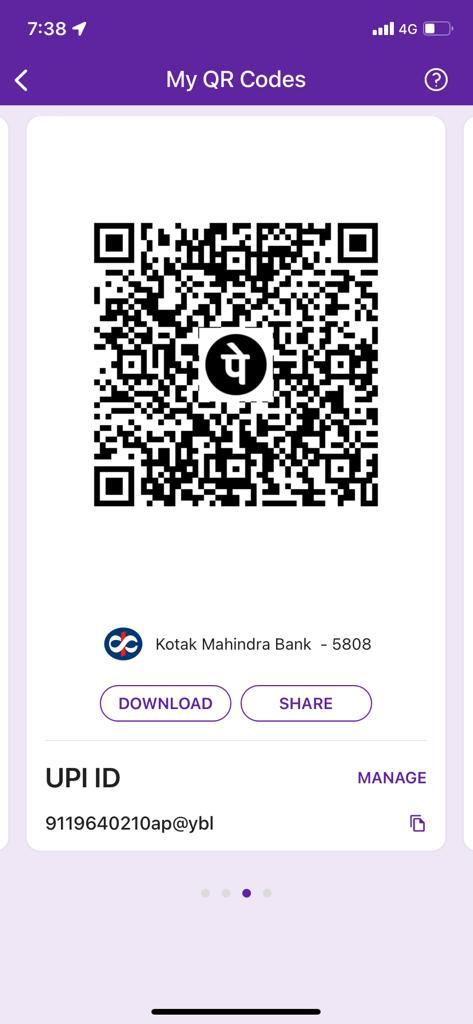 7:38
4G
My QR Codes
?
पे
Kotak Mahindra Bank - 5808
DOWNLOAD
SHARE
UPI ID
MANAGE
9119640210ap@ybl